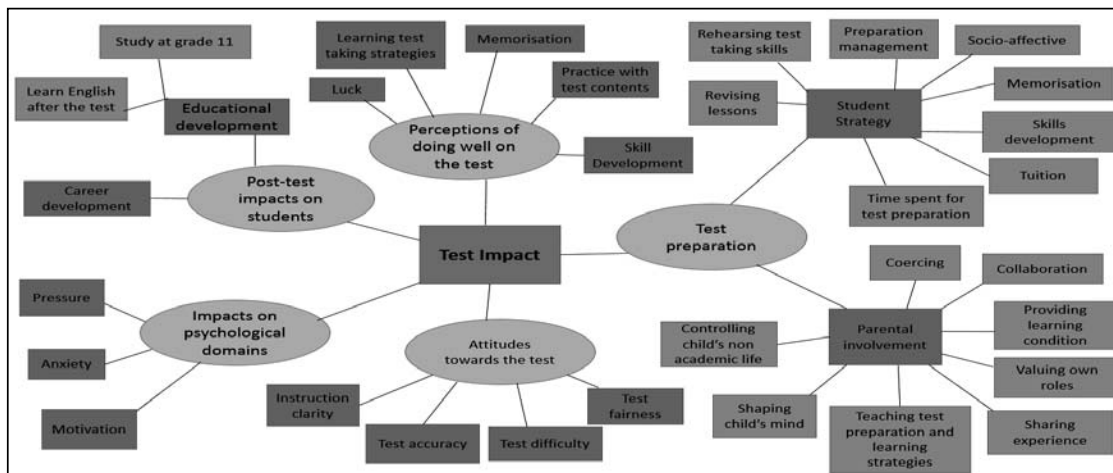 Study at grade 11
Learn English
after the test
Educational
development
Career
development
Post-test
impacts on
students
Learning test
taking strategies
Memorisation
Luck
Practice with
test contents
Perceptions of
doing well on
the test
Skill
Development
Rehearsing test
taking skills
Preparation
management
Socio-affective
Revising
lessons
Student
Strategy
Memorisation
Skills
development
Tuition
Time spent for
test preparation
Test
preparation
Test Impact
Pressure
Impacts on
psychological
domains
Anxiety
Motivation
Attitudes
towards the test
Instruction
clarity
Test accuracy
Test difficulty
Test
fairness
Coercing
Collaboration
Controlling
child's non
academic life
Parental
involvement
Providing
learning
condition
Valuing own
roles
Shaping
child's mind
Teaching test
preparation and
learning
strategies
Sharing
experience